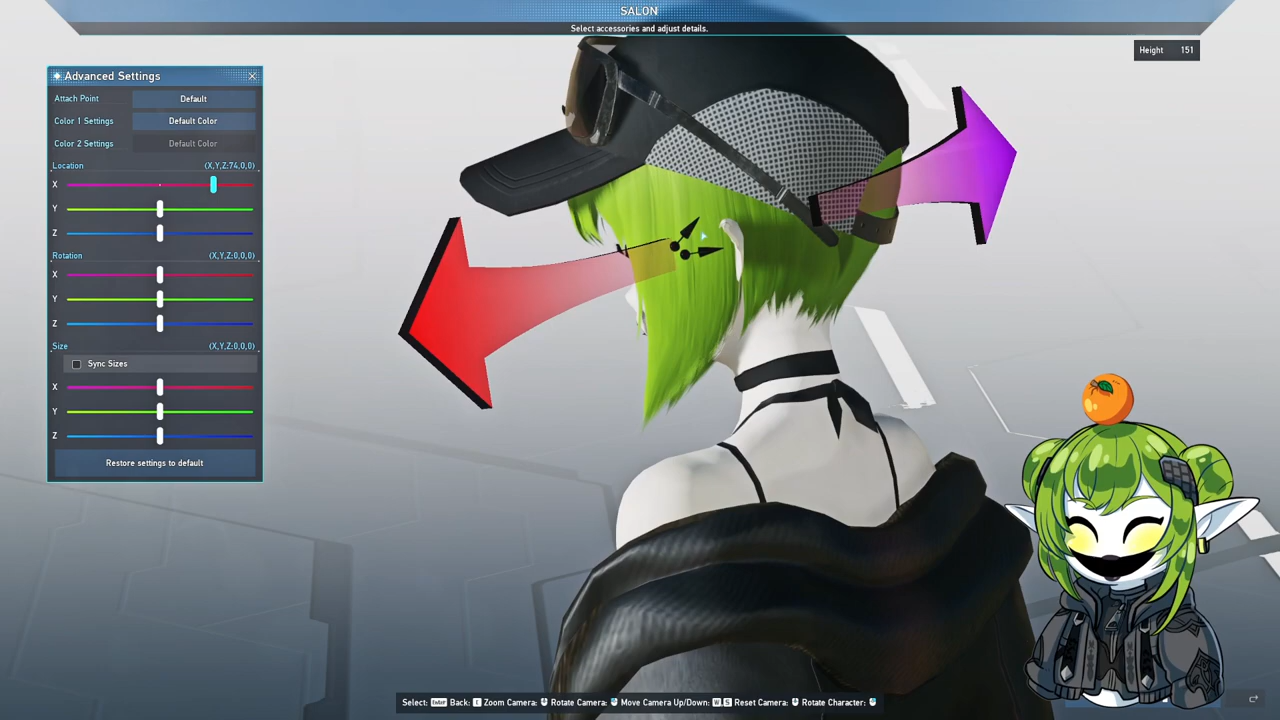 SALON
Select accessories and adjust details.
Height 151
Advanced Settings
Attach Point Default
Color 1 Settings Default Color
Color 2 Settings Default Color
Location (X,Y,Z:74,0,0)
X
Y
Z
Rotation (X,Y,Z:0,0,0)
X
Y
Z
Size (X,Y,Z:0,0,0)
Sync Sizes
X
Y
Z
Restore settings to default
Select: Enter Back: Zoom Camera: Rotate Camera: Move Camera Up/Down: W, S Reset Camera: Rotate Character: